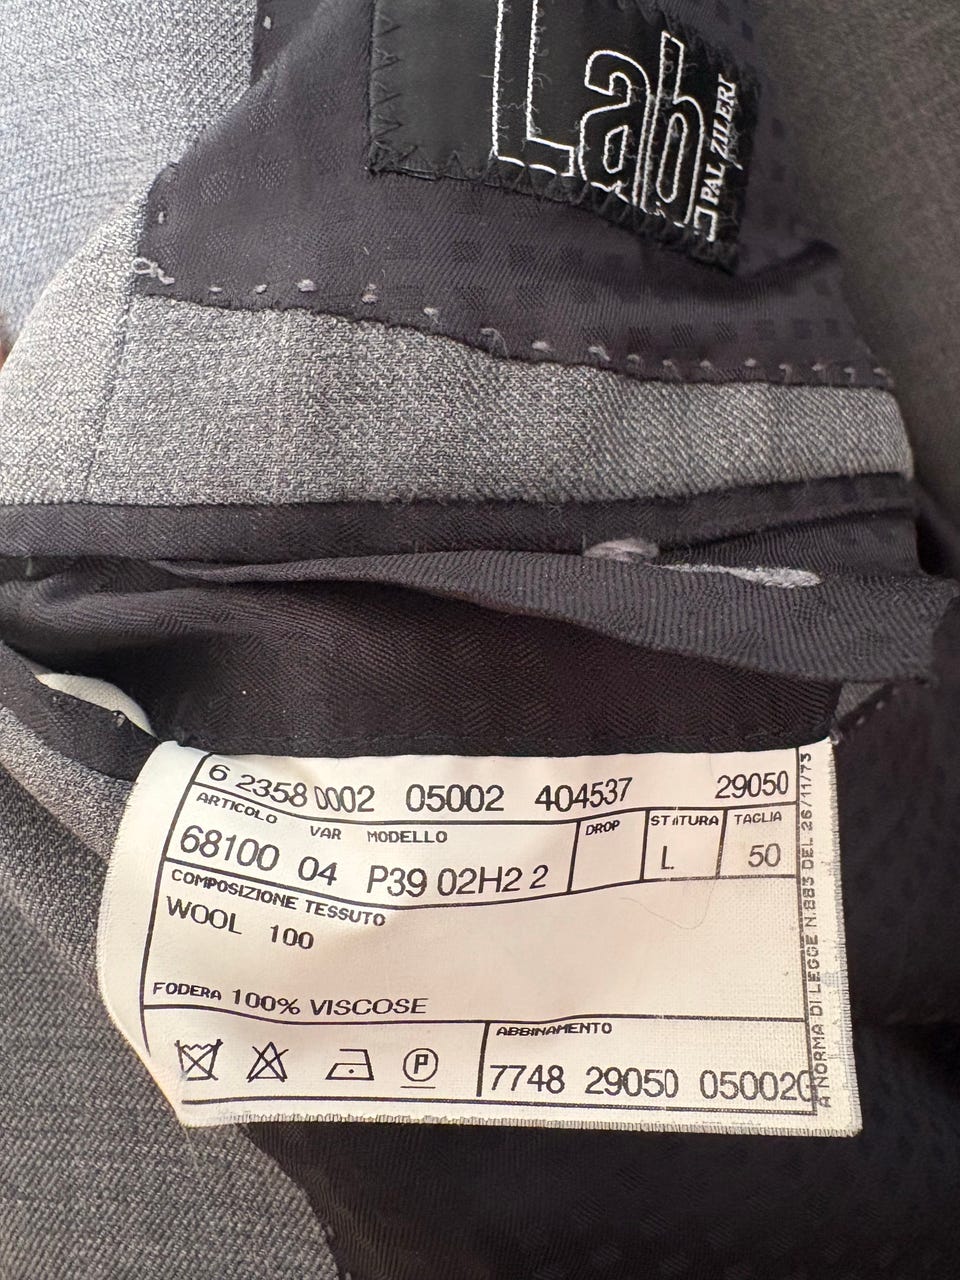 Lab
PAL ZILERI
6 2358 0002 05002 404537 29050
ARTICOLO VAR MODELLO DROP STATURA TAGLIA
68100 04 P39 02H2 2 L 50
COMPOSIZIONE TESSUTO
WOOL 100
FODERA 100% VISCOSE
P
ABBINAMENTO
7748 29050 050020
A NORMA DI LEGGE N.883 DEL 26/11/73